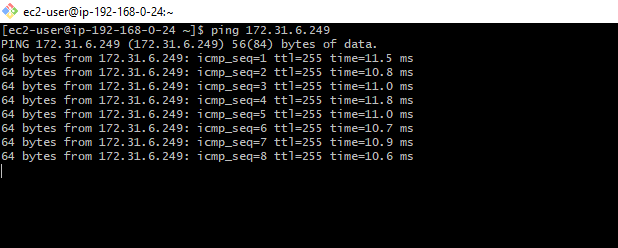 ec2-user@ip-192-168-0-24:~
[ec2-user@ip-192-168-0-24 ~]$ ping 172.31.6.249
PING 172.31.6.249 (172.31.6.249) 56(84) bytes of data.
64 bytes from 172.31.6.249: icmp_seq=1 ttl=255 time=11.5 ms
64 bytes from 172.31.6.249: icmp_seq=2 ttl=255 time=10.8 ms
64 bytes from 172.31.6.249: icmp_seq=3 ttl=255 time=11.0 ms
64 bytes from 172.31.6.249: icmp_seq=4 ttl=255 time=11.8 ms
64 bytes from 172.31.6.249: icmp_seq=5 ttl=255 time=11.0 ms
64 bytes from 172.31.6.249: icmp_seq=6 ttl=255 time=10.7 ms
64 bytes from 172.31.6.249: icmp_seq=7 ttl=255 time=10.9 ms
64 bytes from 172.31.6.249: icmp_seq=8 ttl=255 time=10.6 ms